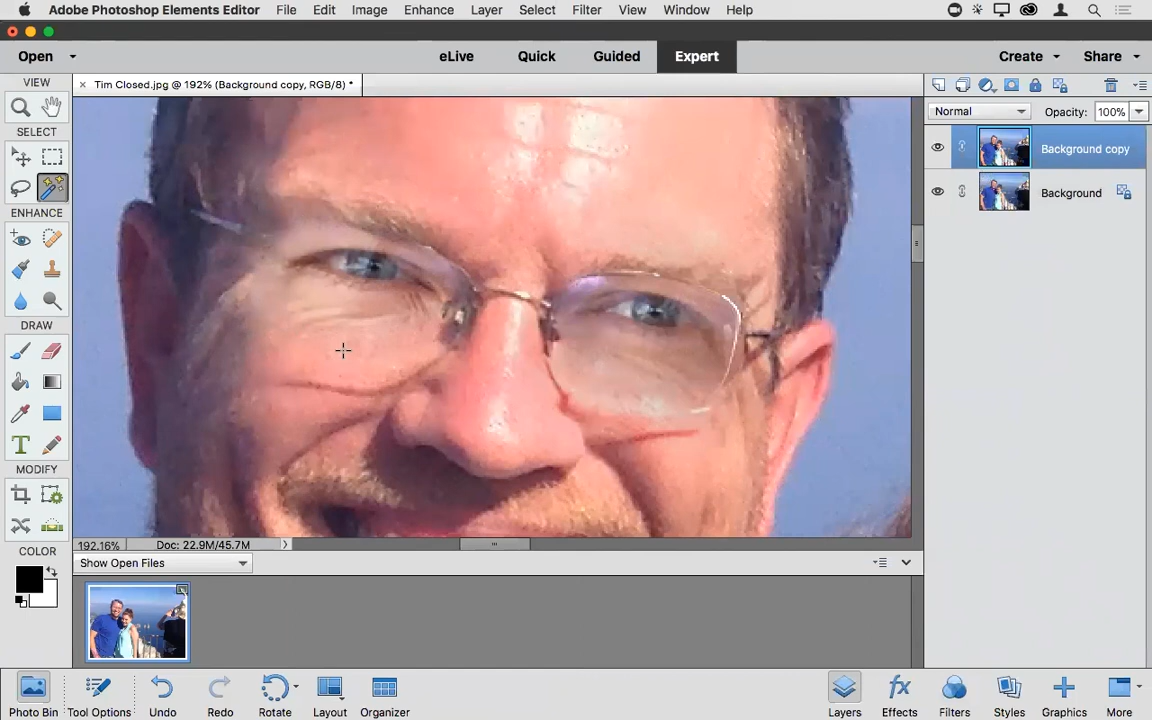 Adobe Photoshop Elements Editor File Edit Image Enhance Layer Select Filter View Window Help
Open eLive Quick Guided Expert Create Share
VIEW
Tim Closed.jpg @ 192% (Background copy, RGB/8) *
Normal Opacity: 100%
SELECT
Background copy
Background
ENHANCE
DRAW
T
MODIFY
192.16% Doc: 22.9M/45.7M
COLOR
Show Open Files
Photo Bin Tool Options Undo Redo Rotate Layout Organizer Layers Effects Filters Styles Graphics More